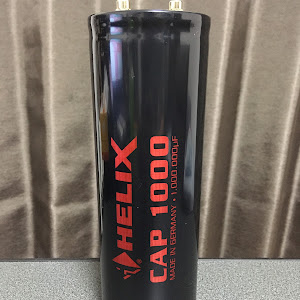 HELIX
CAP 1000
MADE IN GERMANY • 1.000.000µF